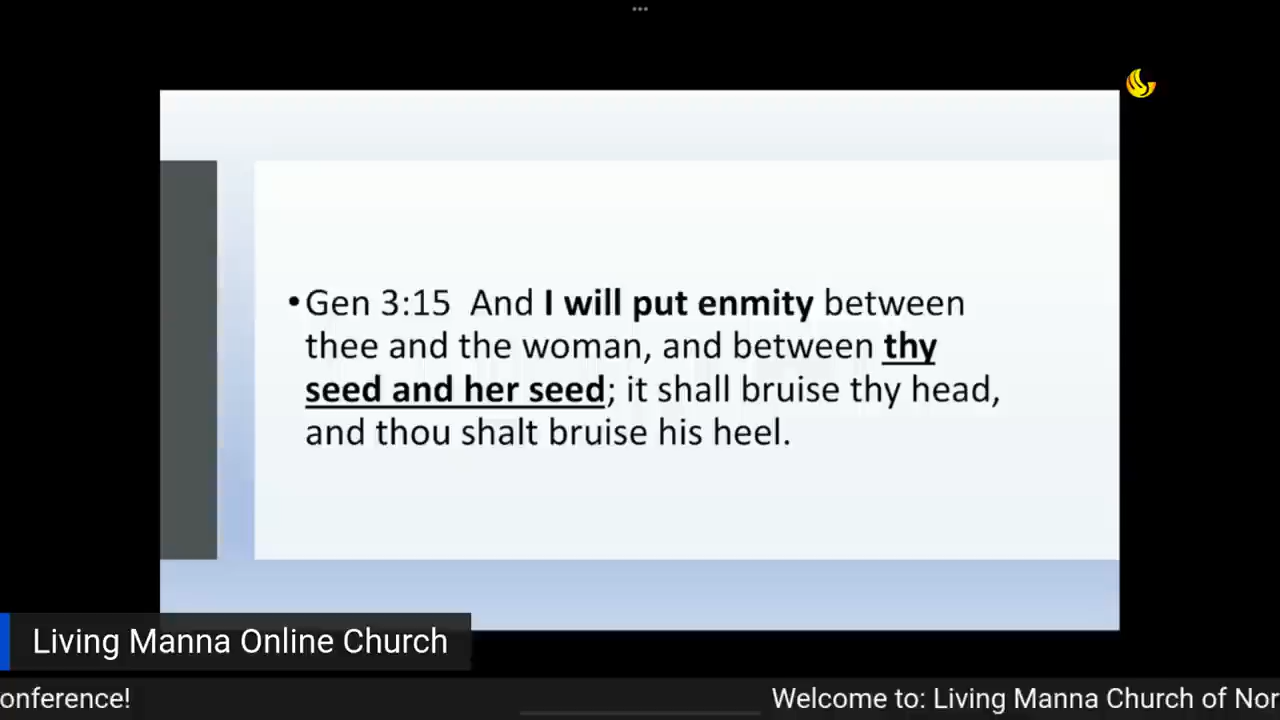 •Gen 3:15  And I will put enmity between
thee and the woman, and between thy
seed and her seed; it shall bruise thy head,
and thou shalt bruise his heel.
Living Manna Online Church
onference!
Welcome to: Living Manna Church of Nor